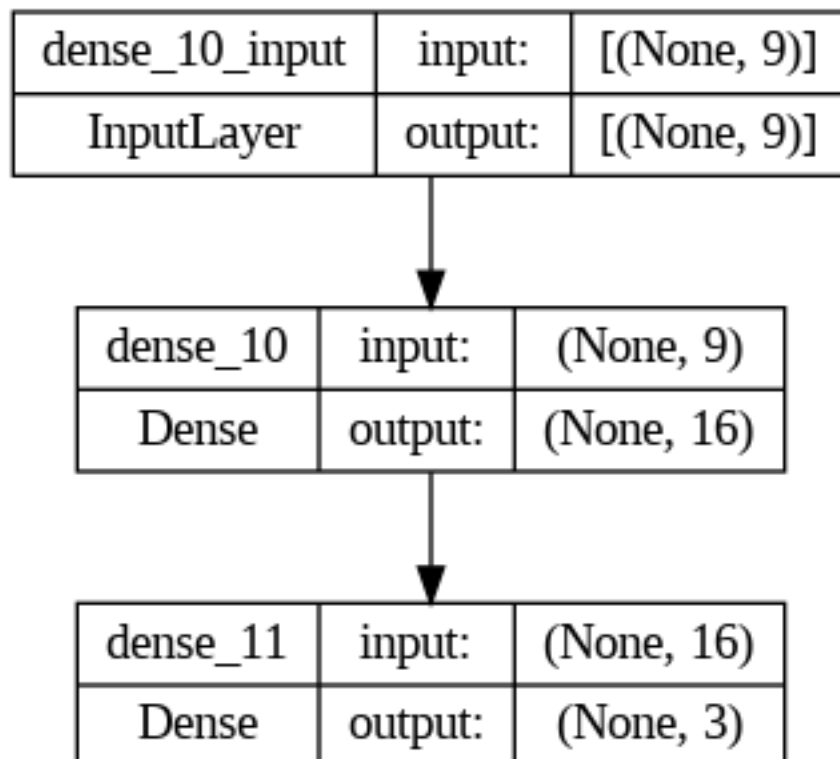 dense_10_input input: [(None, 9)]
InputLayer output: [(None, 9)]
dense_10 input: (None, 9)
Dense output: (None, 16)
dense_11 input: (None, 16)
Dense output: (None, 3)